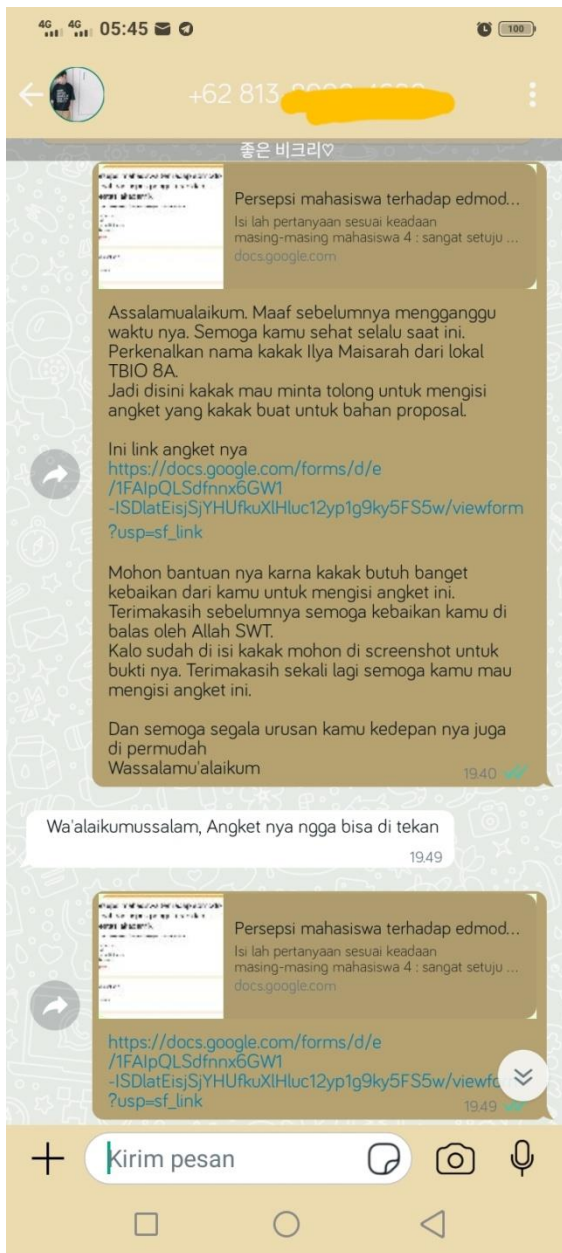 4G 4G 05:45 100
+62 813
좋은 비크리♡
Persepsi mahasiswa terhadap edmod...
Isi lah pertanyaan sesuai keadaan
masing-masing mahasiswa 4 : sangat setuju ...
docs.google.com
Assalamualaikum. Maaf sebelumnya mengganggu
waktu nya. Semoga kamu sehat selalu saat ini.
Perkenalkan nama kakak Ilya Maisarah dari lokal
TBIO 8A.
Jadi disini kakak mau minta tolong untuk mengisi
angket yang kakak buat untuk bahan proposal.
Ini link angket nya
https://docs.google.com/forms/d/e
/1FAIpQLSdfnnx6GW1
-ISDlatEisjSjYHUfkuXlHluc12yp1g9ky5FS5w/viewform
?usp=sf_link
Mohon bantuan nya karna kakak butuh banget
kebaikan dari kamu untuk mengisi angket ini.
Terimakasih sebelumnya semoga kebaikan kamu di
balas oleh Allah SWT.
Kalo sudah di isi kakak mohon di screenshot untuk
bukti nya. Terimakasih sekali lagi semoga kamu mau
mengisi angket ini.
Dan semoga segala urusan kamu kedepan nya juga
di permudah
Wassalamu'alaikum
19.40
Wa'alaikumussalam, Angket nya ngga bisa di tekan
19.49
Persepsi mahasiswa terhadap edmod...
Isi lah pertanyaan sesuai keadaan
masing-masing mahasiswa 4 : sangat setuju ...
docs.google.com
https://docs.google.com/forms/d/e
/1FAIpQLSdfnnx6GW1
-ISDlatEisjSjYHUfkuXlHluc12yp1g9ky5FS5w/viewfo
?usp=sf_link
19.49
Kirim pesan